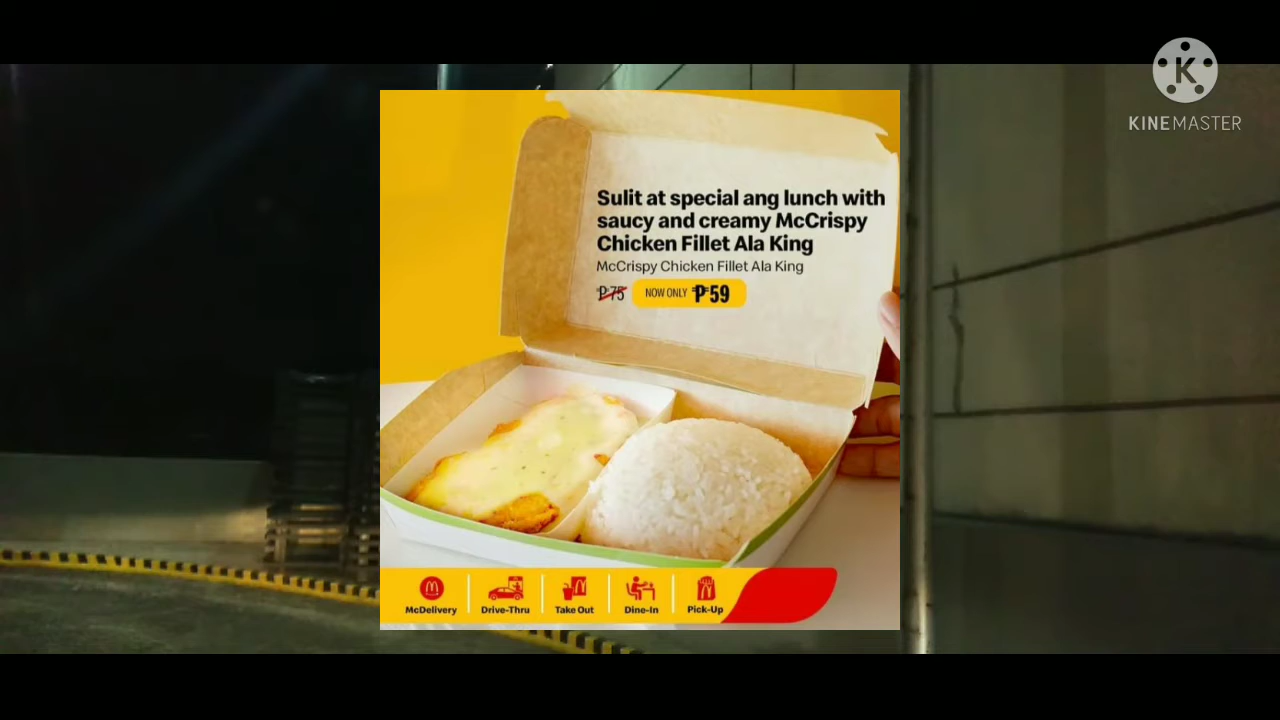 KINEMASTER
Sulit at special ang lunch with
saucy and creamy McCrispy
Chicken Fillet Ala King
McCrispy Chicken Fillet Ala King
₱75 NOW ONLY ₱59
McDelivery Drive-Thru Take Out Dine-In Pick-Up